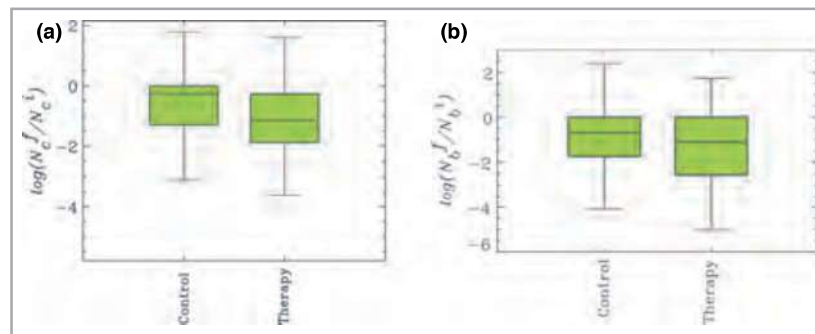 (a)
2
0
−2
−4
log(N_c^f/N_c^i)
Control
Therapy
(b)
2
0
−2
−4
−6
log(N_b^f/N_b^i)
Control
Therapy